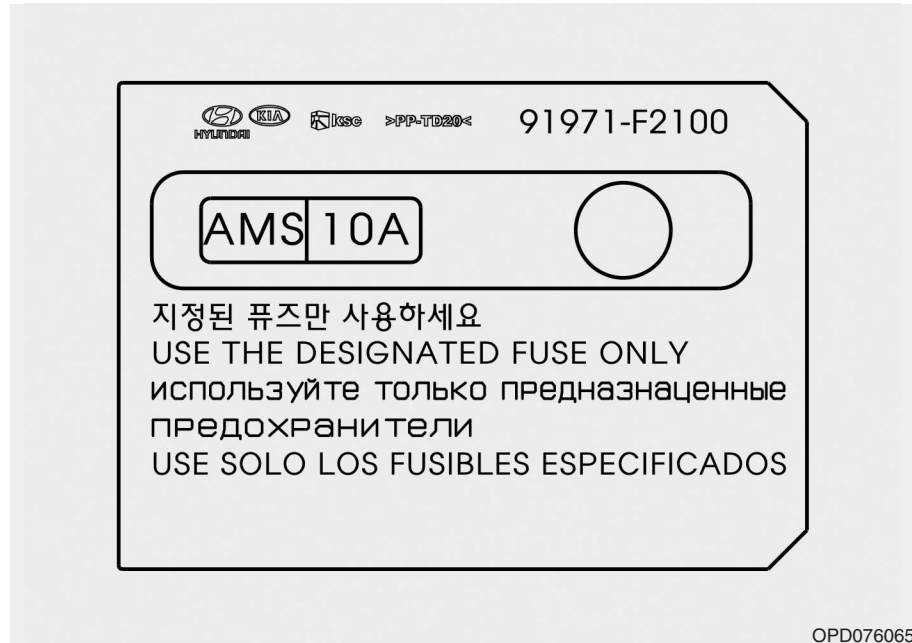 HYUNDAI KIA ksc >PP-TD20< 91971-F2100
AMS 10A
지정된 퓨즈만 사용하세요
USE THE DESIGNATED FUSE ONLY
используйте только предназнаценные
предохранители
USE SOLO LOS FUSIBLES ESPECIFICADOS
OPD076065